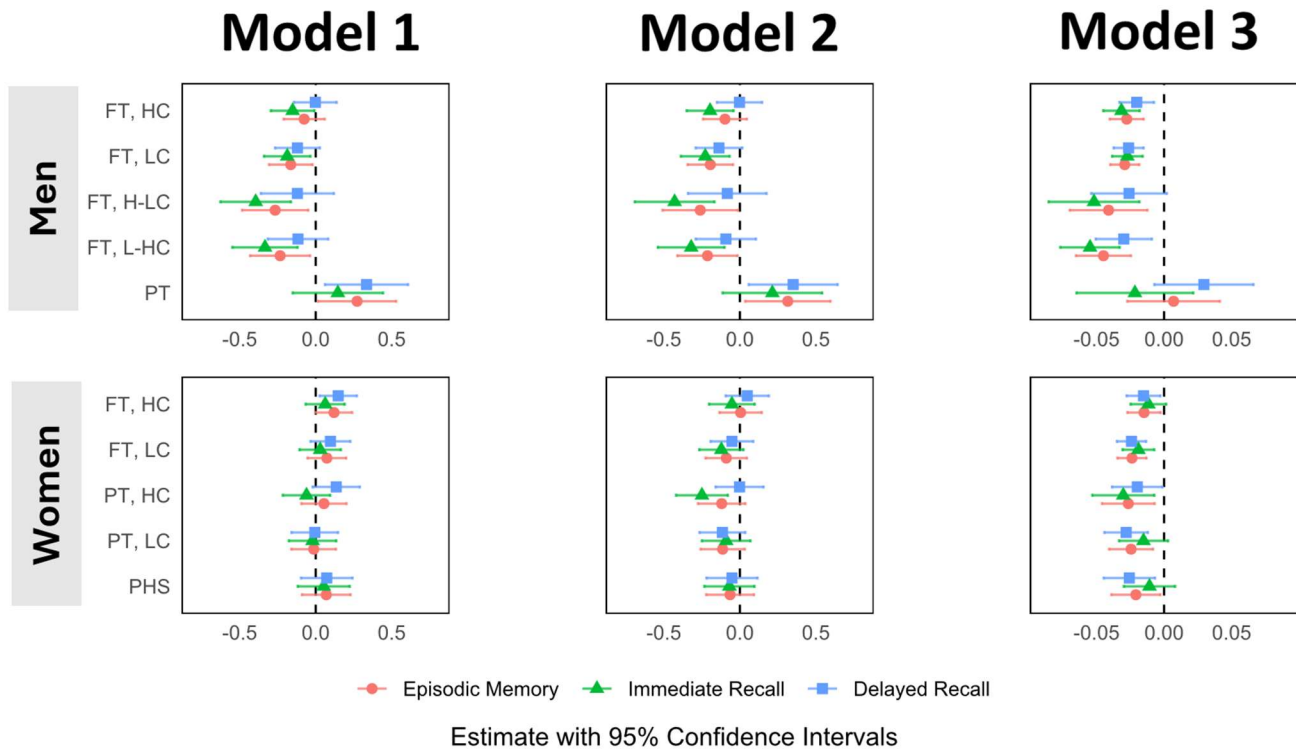 Model 1 Model 2 Model 3
Men
FT, HC
FT, LC
FT, H-LC
FT, L-HC
PT
-0.5 0.0 0.5 -0.5 0.0 0.5 -0.05 0.00 0.05
Women
FT, HC
FT, LC
PT, HC
PT, LC
PHS
-0.5 0.0 0.5 -0.5 0.0 0.5 -0.05 0.00 0.05
Episodic Memory Immediate Recall Delayed Recall
Estimate with 95% Confidence Intervals